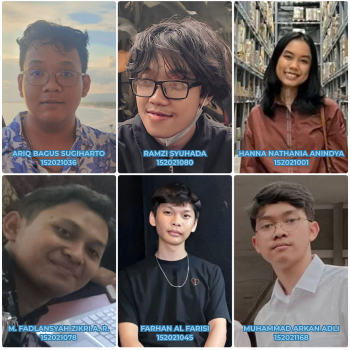 ARIQ BAGUS SUGIHARTO
152021036
RAMZI SYUHADA
152021080
HANNA NATHANIA ANINDYA
152021001
M. FADLANSYAH ZIKRI A. R.
152021078
FARHAN AL FARISI
152021045
MUHAMMAD ARKAN ADLI
152021168